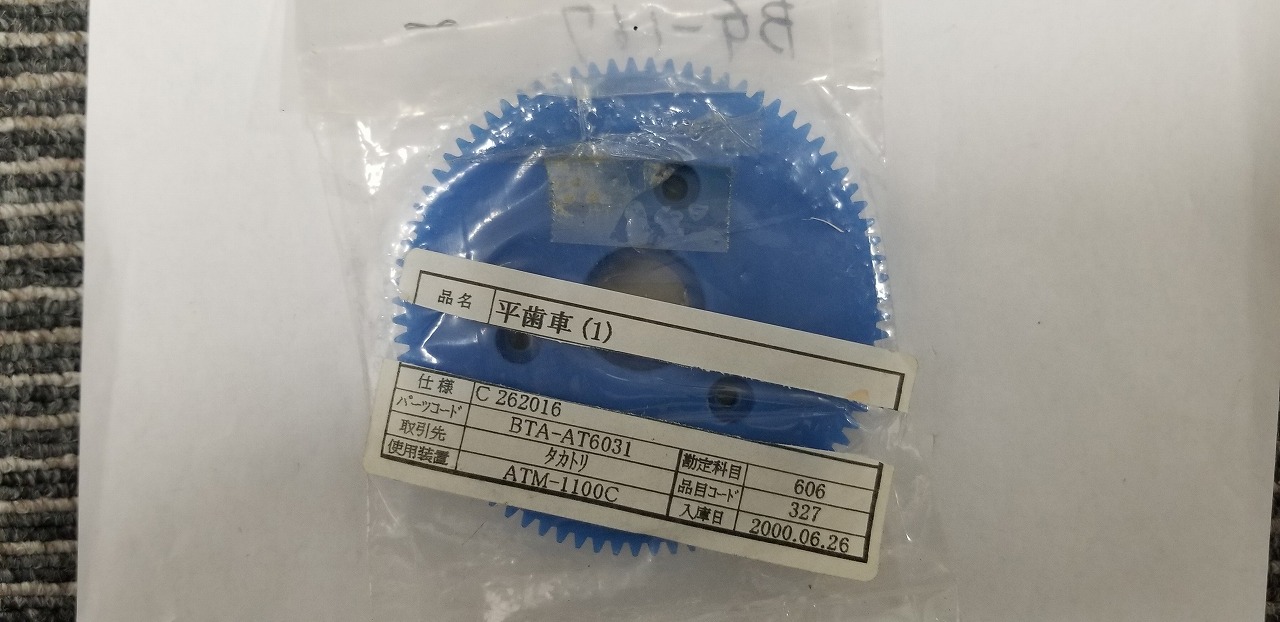 BG-147
品名 平歯車 (1)
仕様 C 262016
パーツコード BTA-AT6031
取引先 タカトリ 勘定科目 606
使用装置 ATM-1100C 品目コード 327
入庫日 2000.06.26